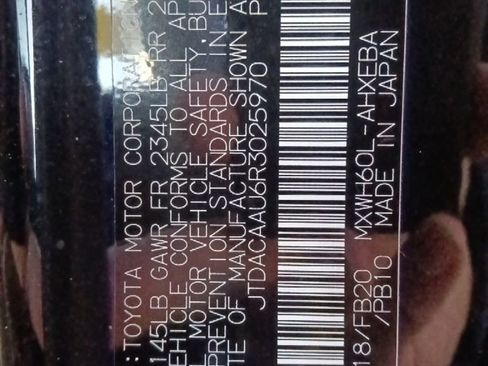 :TOYOTA MOTOR CORPORATION
145LB GAWR FR 2345LB RR 2
EHICLE CONFORMS TO ALL AP
L MOTOR VEHICLE SAFETY, BU
PREVENTION STANDARDS IN E
TE OF MANUFACTURE SHOWN A
JTDACAAU6R3025970 P
18/FB20 MXWH60L-AHXEBA
/PB10 MADE IN JAPAN